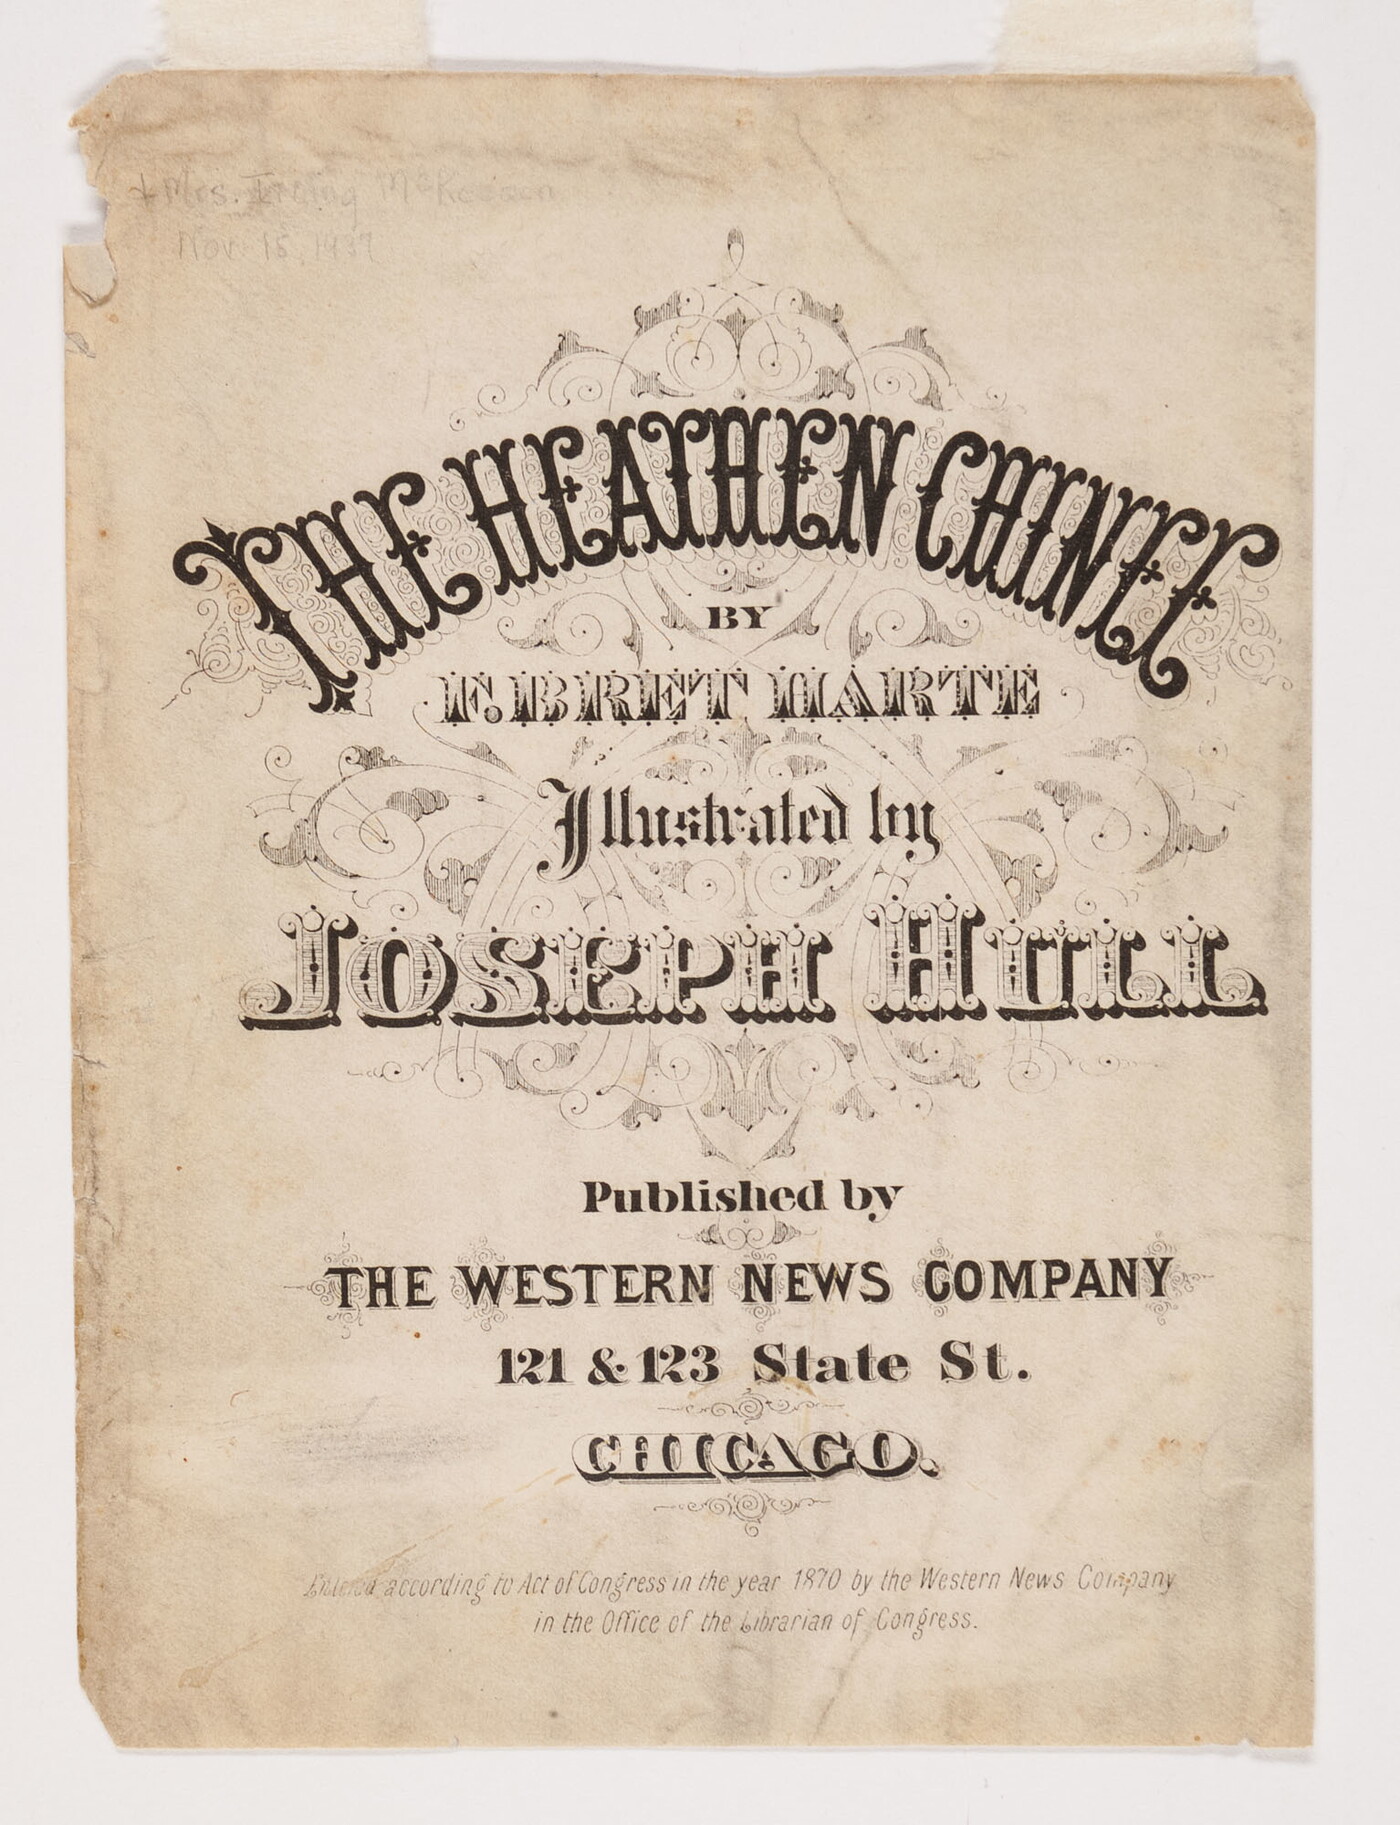 Mrs. Irving McKesson
Nov. 15, 1937
THE HEATHEN CHINEE
BY
F. BRET HARTE
Illustrated by
JOSEPH HULL
Published by
THE WESTERN NEWS COMPANY
121 & 123 State St.
CHICAGO.
Entered according to Act of Congress in the year 1870 by the Western News Company
in the Office of the Librarian of Congress.